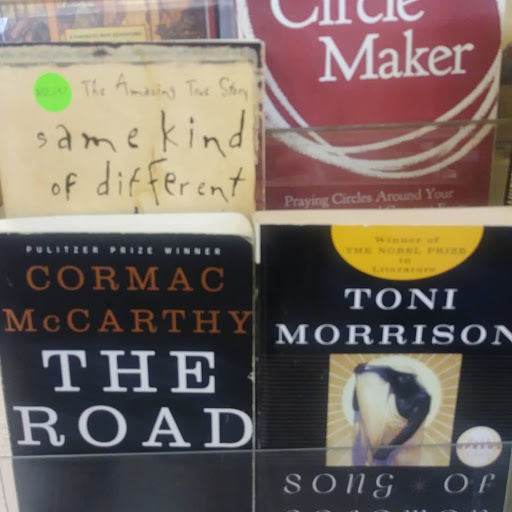 Circle
Maker
Praying Circles Around Your
The Amazing True Story
same kind
of different
PULITZER PRIZE WINNER
CORMAC
McCARTHY
THE
ROAD
Winner of
THE NOBEL PRIZE
in
Literature
TONI
MORRISON
SONG OF